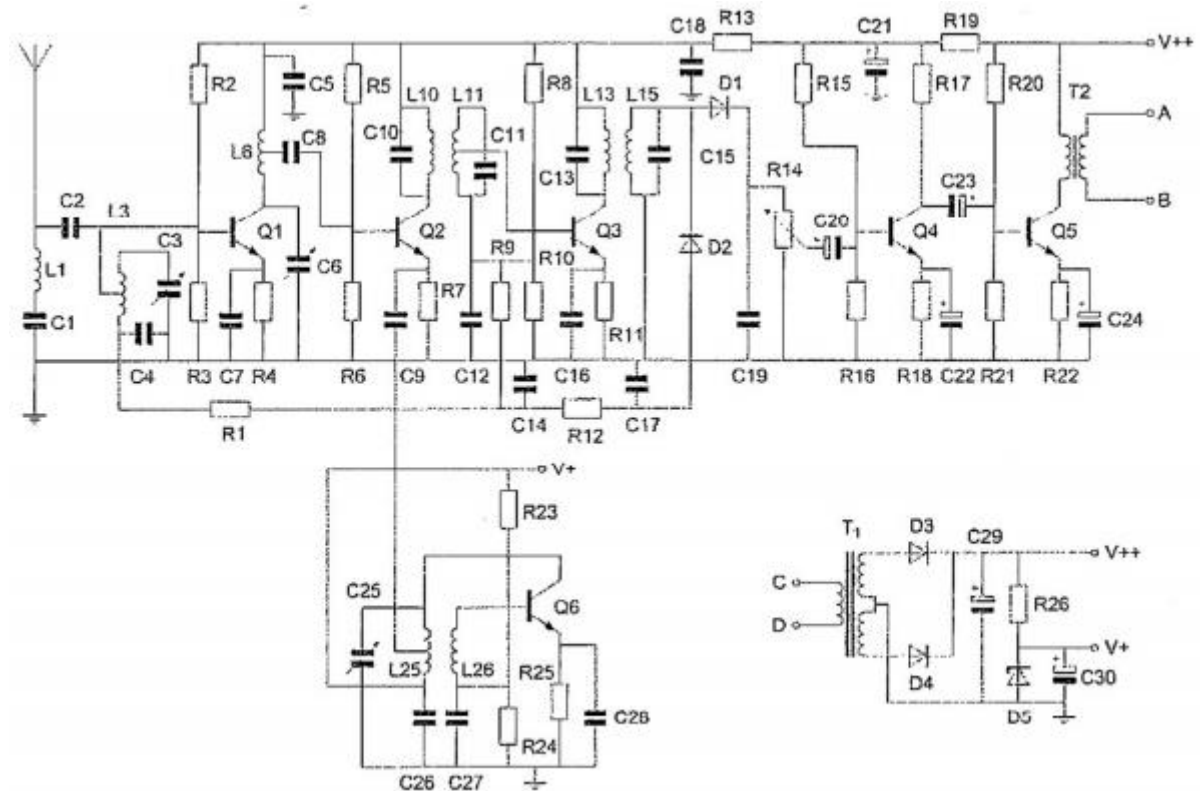 C18 R13 C21 R19
V++
R2 C5 R5 L10 L11 R8 L13 L15 D1 R15 R17 R20 T2
C8 C10 C11 A
L6 C13 C15 R14 C23
C2 L3 B
C3 Q1 Q2 Q3 D2 C20 Q4 Q5
L1 C6 R9 R10
R7
C1 R11 C24
C4 R3 C7 R4 R6 C9 C12 C16 C19 R16 R18 C22 R21 R22
R1 C14 R12 C17
V+
R23
T1 D3 C29
V++
C25 Q6 C
R26
D
L25 L26 R25 D4 V+
C30
R24 C28 D5
C26 C27